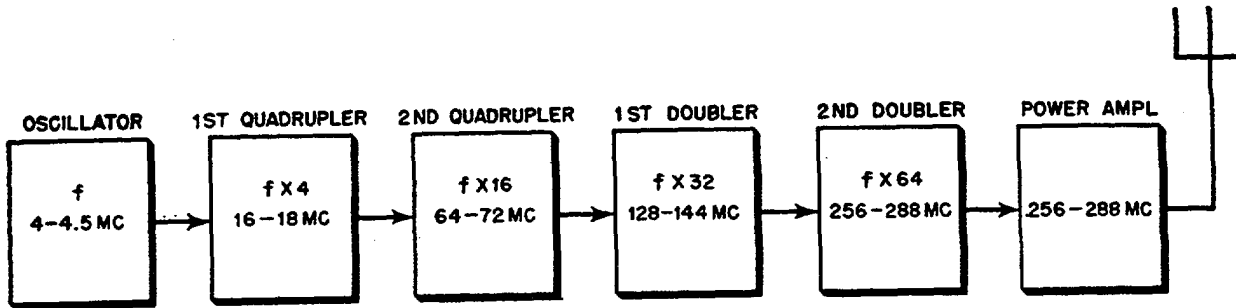 OSCILLATOR
f
4-4.5 MC
1ST QUADRUPLER
f X 4
16-18 MC
2ND QUADRUPLER
f X16
64-72 MC
1ST DOUBLER
f X 32
128-144 MC
2ND DOUBLER
f X 64
256-288 MC
POWER AMPL
256-288 MC